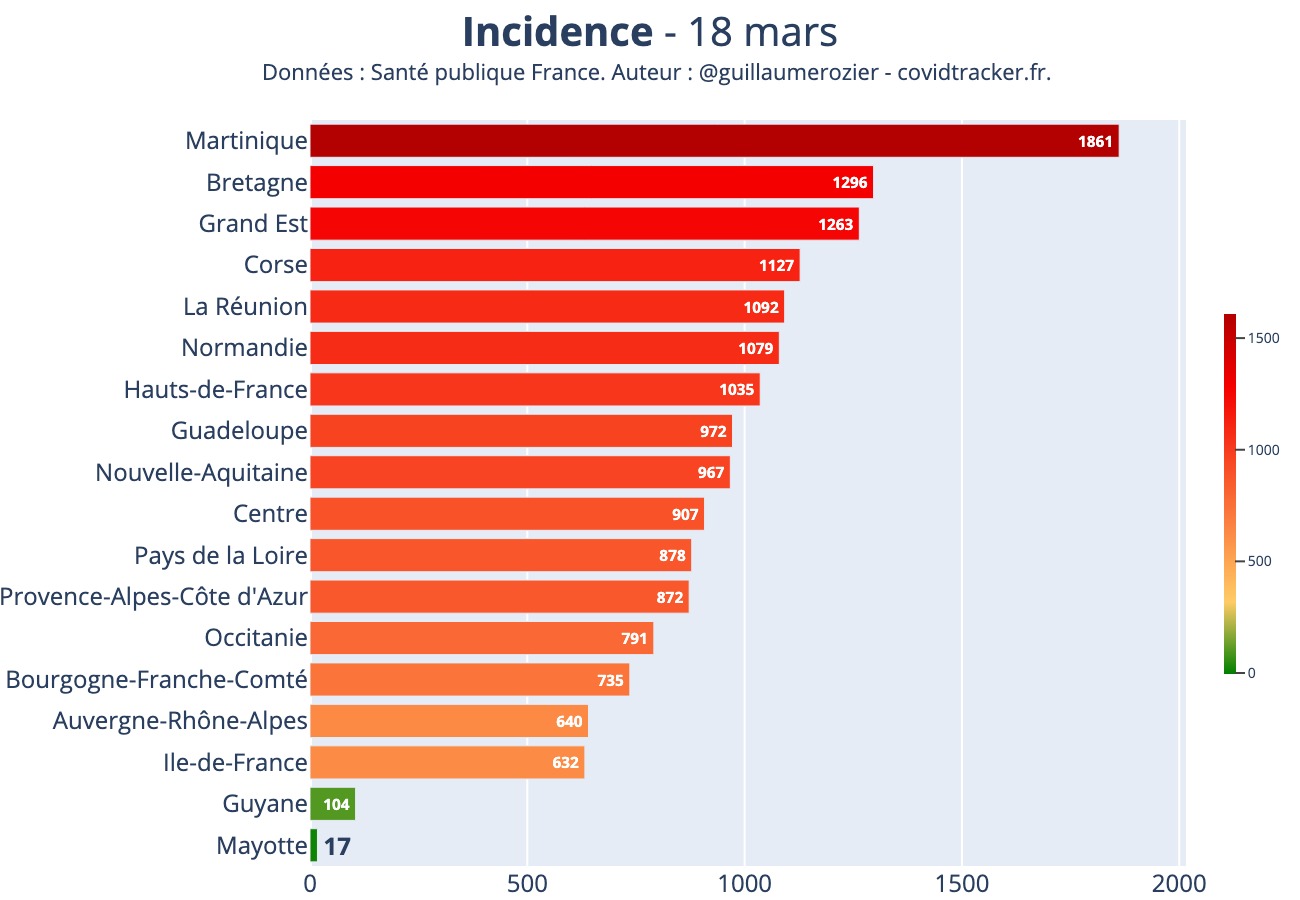 Incidence - 18 mars
Données : Santé publique France. Auteur : @guillaumerozier - covidtracker.fr.
Martinique 1861
Bretagne 1296
Grand Est 1263
Corse 1127
La Réunion 1092
Normandie 1079
Hauts-de-France 1035
Guadeloupe 972
Nouvelle-Aquitaine 967
Centre 907
Pays de la Loire 878
Provence-Alpes-Côte d'Azur 872
Occitanie 791
Bourgogne-Franche-Comté 735
Auvergne-Rhône-Alpes 640
Ile-de-France 632
Guyane 104
Mayotte 17
0 500 1000 1500 2000
1500
1000
500
0